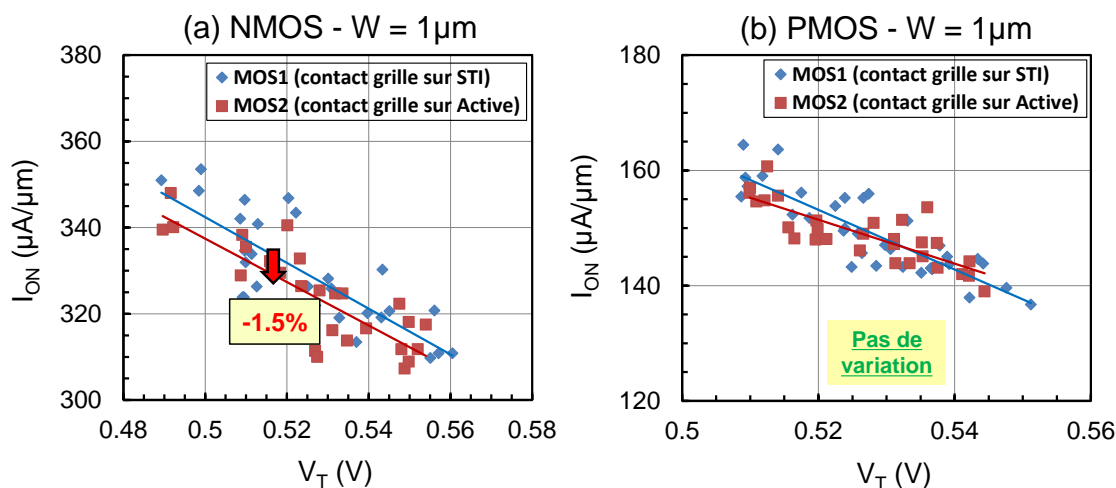 (a) NMOS - W = 1µm
380
360
340
320
300
I_ON (µA/µm)
MOS1 (contact grille sur STI)
MOS2 (contact grille sur Active)
-1.5%
0.48 0.5 0.52 0.54 0.56 0.58
V_T (V)
(b) PMOS - W = 1µm
180
160
140
120
I_ON (µA/µm)
MOS1 (contact grille sur STI)
MOS2 (contact grille sur Active)
Pas de
variation
0.5 0.52 0.54 0.56
V_T (V)